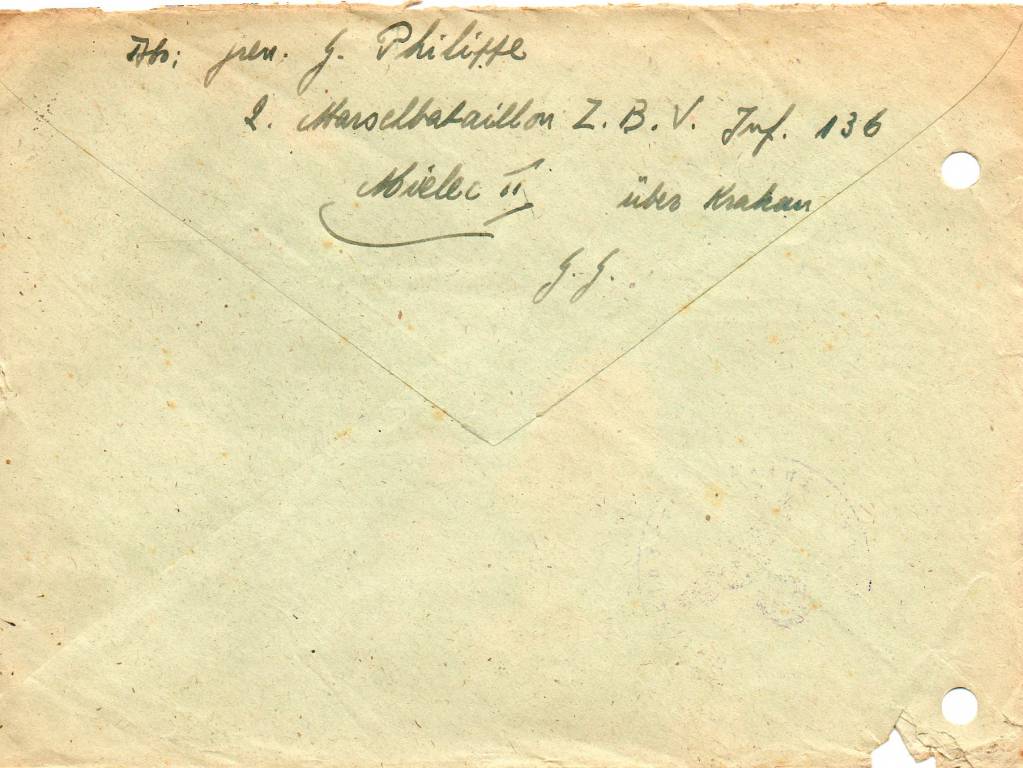 Abs: gren. G. Philippe
2. Marschbataillon Z. B. V. Inf. 136
Mielec II über Krakau
G. G.